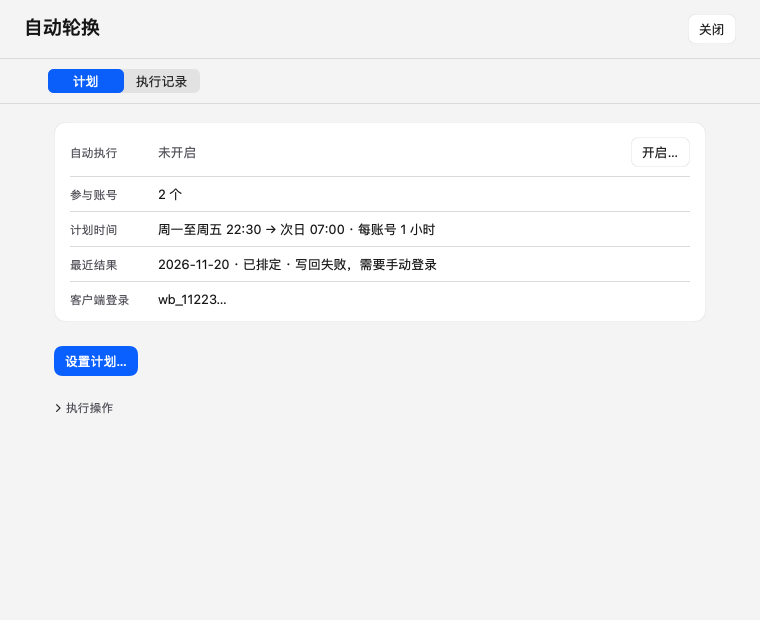 自动轮换
关闭
计划
执行记录
自动执行 未开启 开启...
参与账号 2 个
计划时间 周一至周五 22:30 → 次日 07:00 · 每账号 1 小时
最近结果 2026-11-20 · 已排定 · 写回失败，需要手动登录
客户端登录 wb_11223...
设置计划...
执行操作